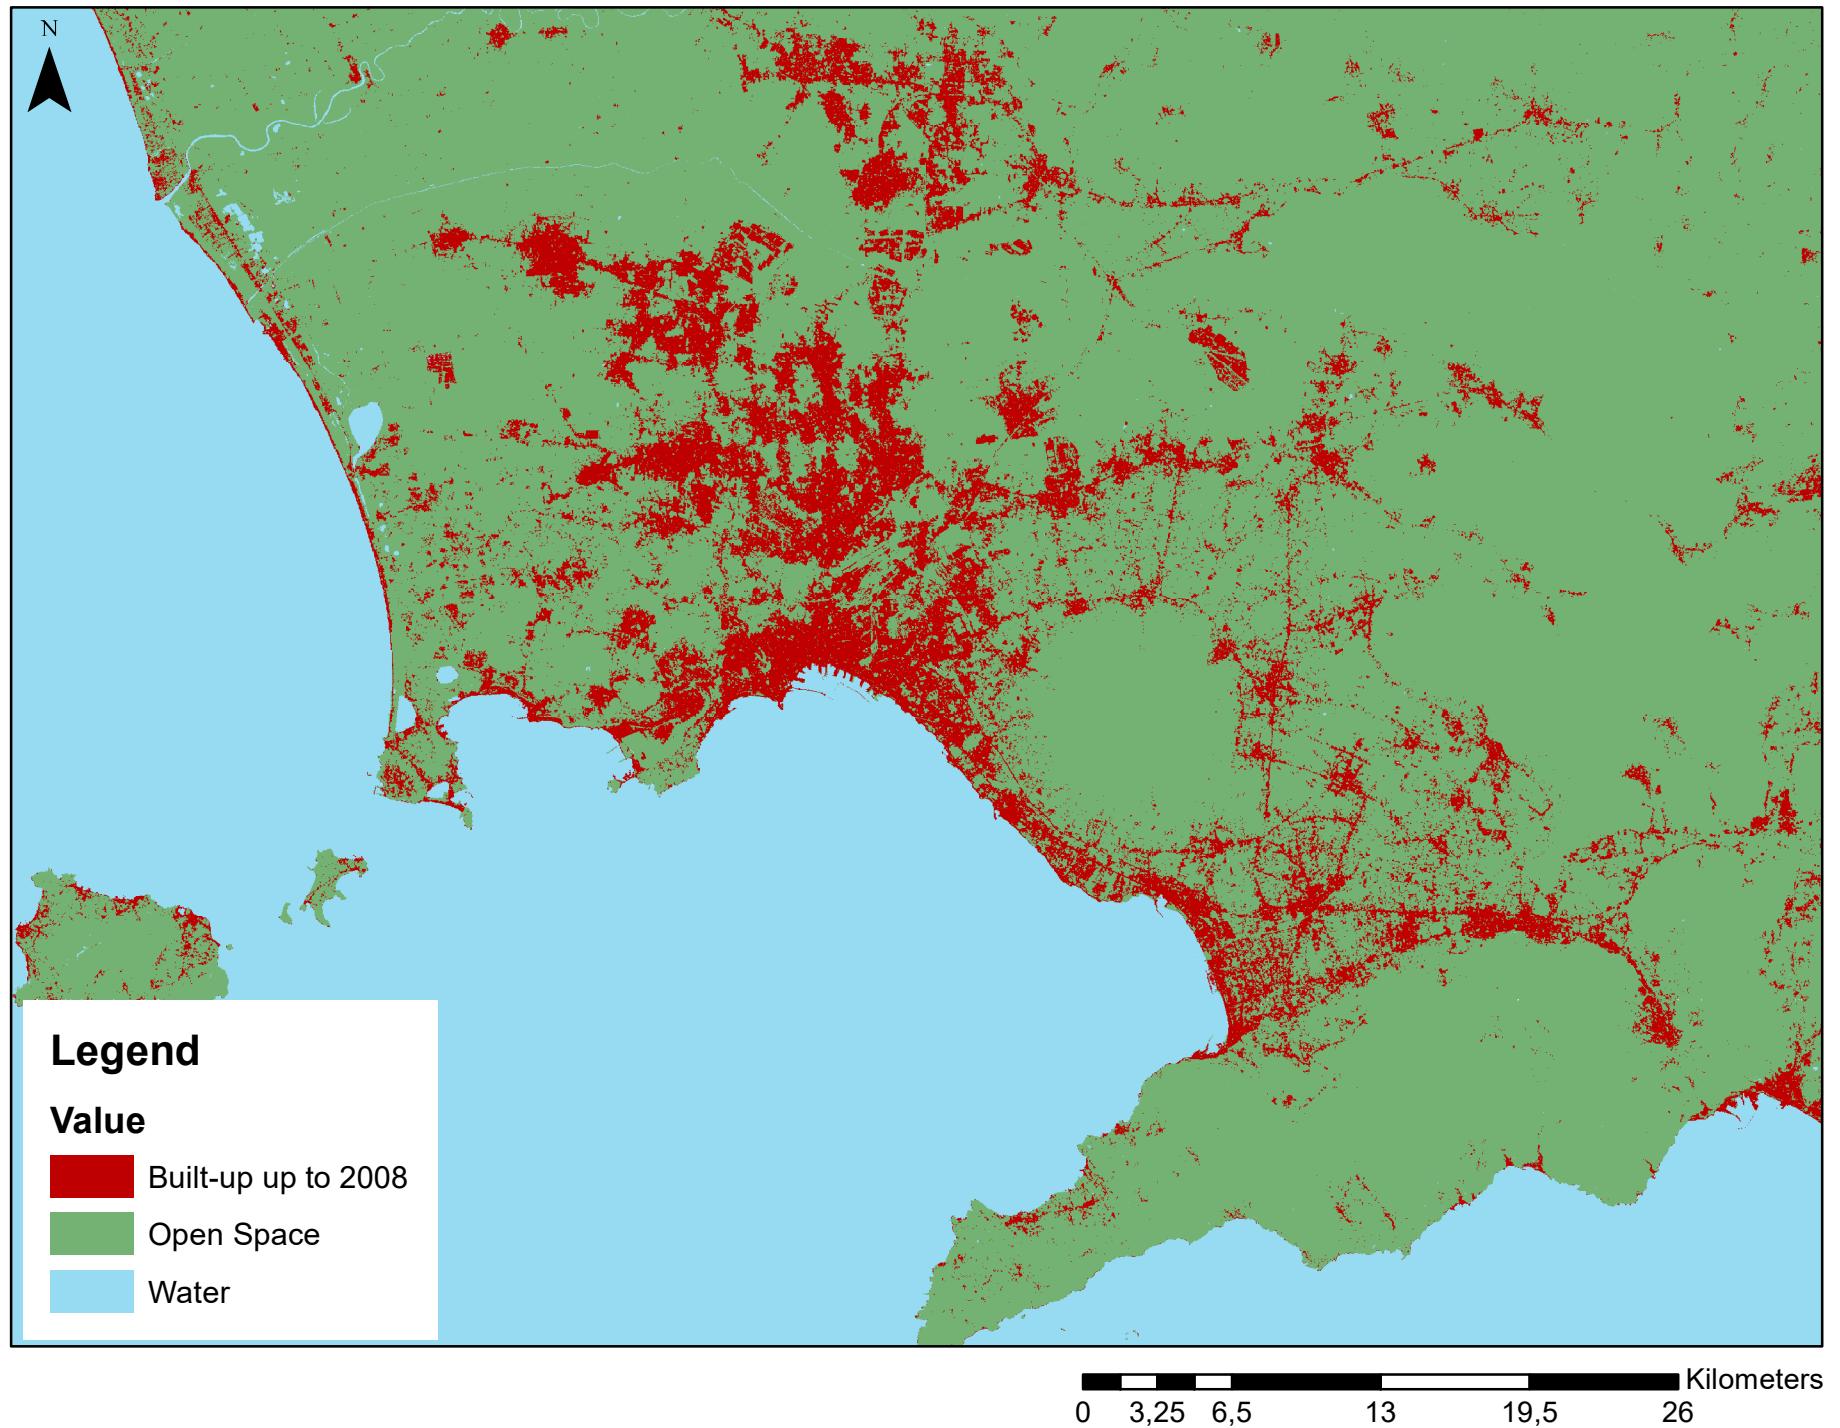 N
Legend
Value
Built-up up to 2008
Open Space
Water
Kilometers
0 3,25 6,5 13 19,5 26